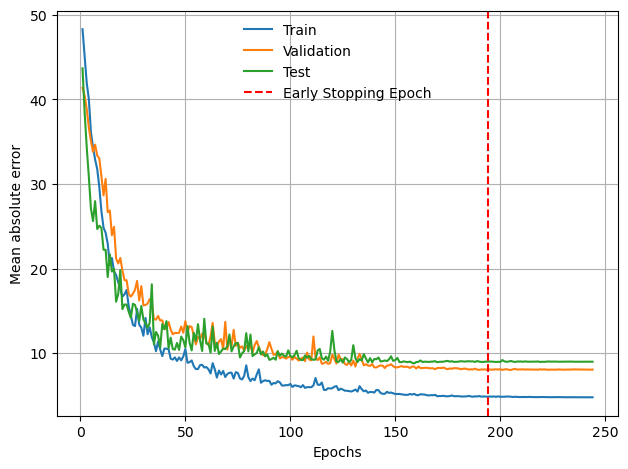 50
40
30
20
10
0
50
100
150
200
250
Mean absolute error
Epochs
Train
Validation
Test
Early Stopping Epoch